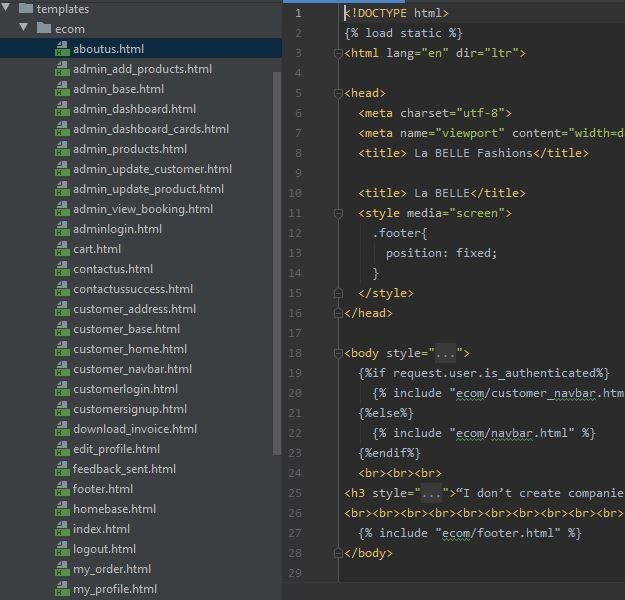 templates
ecom
aboutus.html
admin_add_products.html
admin_base.html
admin_dashboard.html
admin_dashboard_cards.html
admin_products.html
admin_update_customer.html
admin_update_product.html
admin_view_booking.html
adminlogin.html
cart.html
contactus.html
contactussuccess.html
customer_address.html
customer_base.html
customer_home.html
customer_navbar.html
customerlogin.html
customersignup.html
download_invoice.html
edit_profile.html
feedback_sent.html
footer.html
homebase.html
index.html
logout.html
my_order.html
my_profile.html
1 <!DOCTYPE html>
2 {% load static %}
3 <html lang="en" dir="ltr">
4
5 <head>
6 <meta charset="utf-8">
7 <meta name="viewport" content="width=d
8 <title> La BELLE Fashions</title>
9
10 <title> La BELLE</title>
11 <style media="screen">
12 .footer{
13 position: fixed;
14 }
15 </style>
16 </head>
17
18 <body style="...">
19 {%if request.user.is_authenticated%}
20 {% include "ecom/customer_navbar.htm
21 {%else%}
22 {% include "ecom/navbar.html" %}
23 {%endif%}
24 <br><br><br>
25 <h3 style="...">“I don’t create companie
26 <br><br><br><br><br><br><br><br><br><br>
27 {% include "ecom/footer.html" %}
28 </body>
29